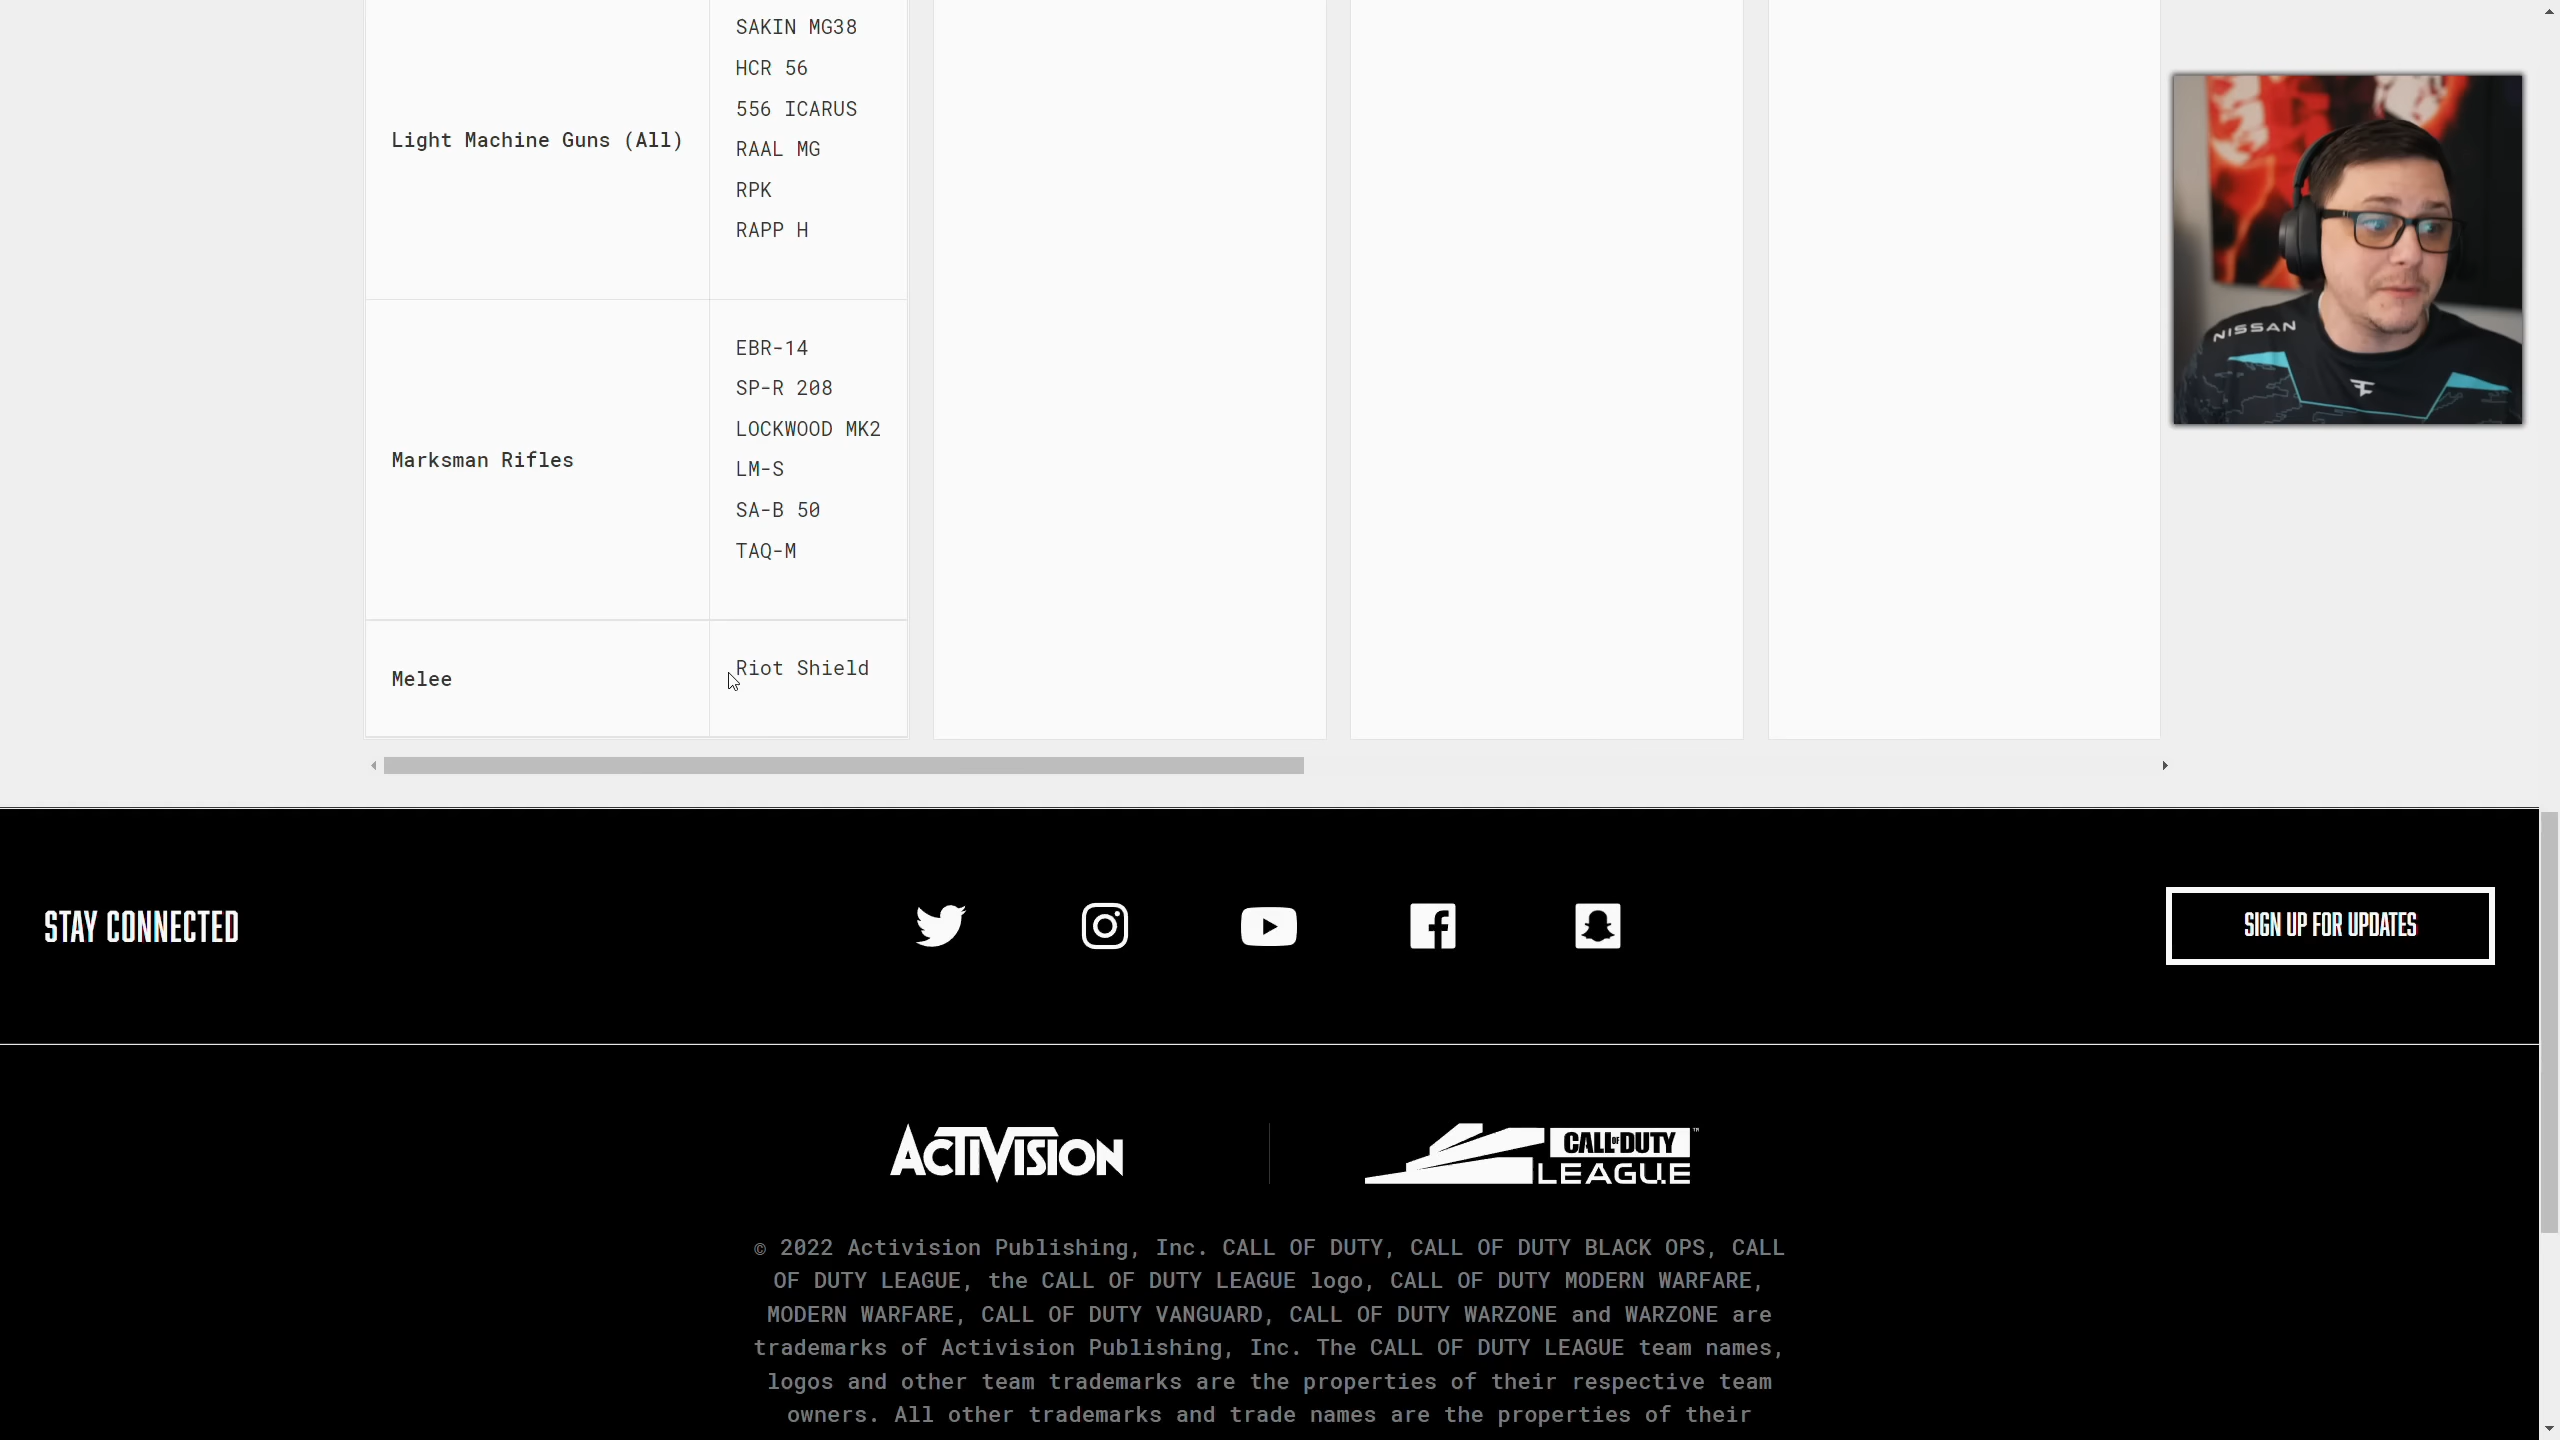 SAKIN MG38
HCR 56
556 ICARUS
Light Machine Guns (All)
RAAL MG
RPK
RAPP H
EBR-14
SP-R 208
LOCKWOOD MK2
Marksman Rifles
LM-S
SA-B 50
TAQ-M
Melee
Riot Shield
NISSAN
STAY CONNECTED
SIGN UP FOR UPDATES
ACTIVISION
CALL OF DUTY ™
LEAGUE
© 2022 Activision Publishing, Inc. CALL OF DUTY, CALL OF DUTY BLACK OPS, CALL
OF DUTY LEAGUE, the CALL OF DUTY LEAGUE logo, CALL OF DUTY MODERN WARFARE,
MODERN WARFARE, CALL OF DUTY VANGUARD, CALL OF DUTY WARZONE and WARZONE are
trademarks of Activision Publishing, Inc. The CALL OF DUTY LEAGUE team names,
logos and other team trademarks are the properties of their respective team
owners. All other trademarks and trade names are the properties of their